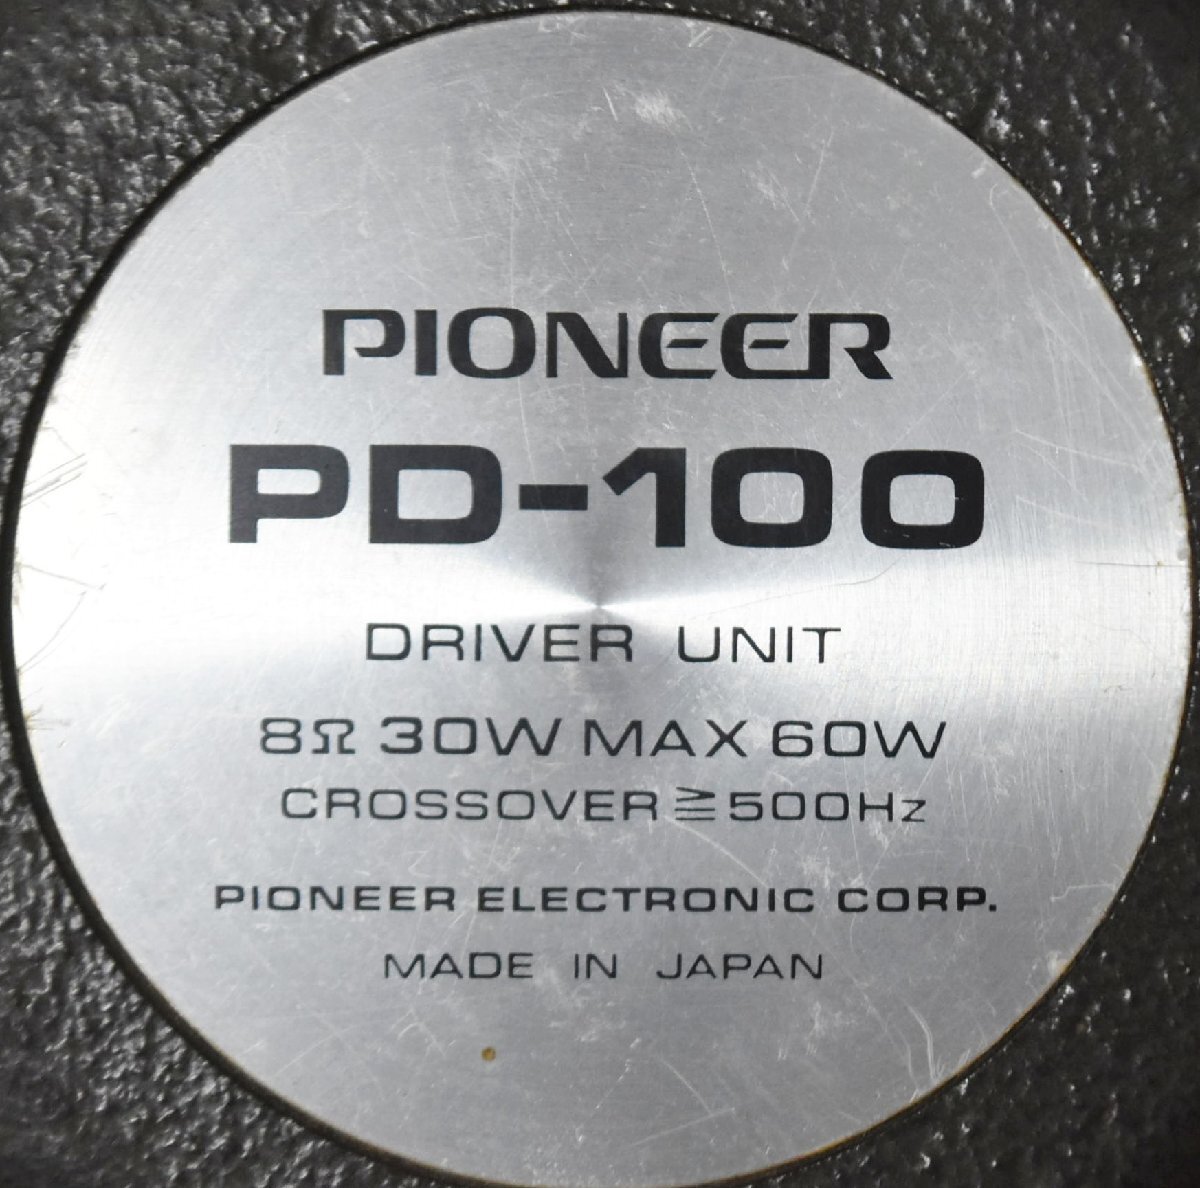 PIONEER
PD-100
DRIVER UNIT
8Ω 30W MAX 60W
CROSSOVER≧500Hz
PIONEER ELECTRONIC CORP.
MADE IN JAPAN